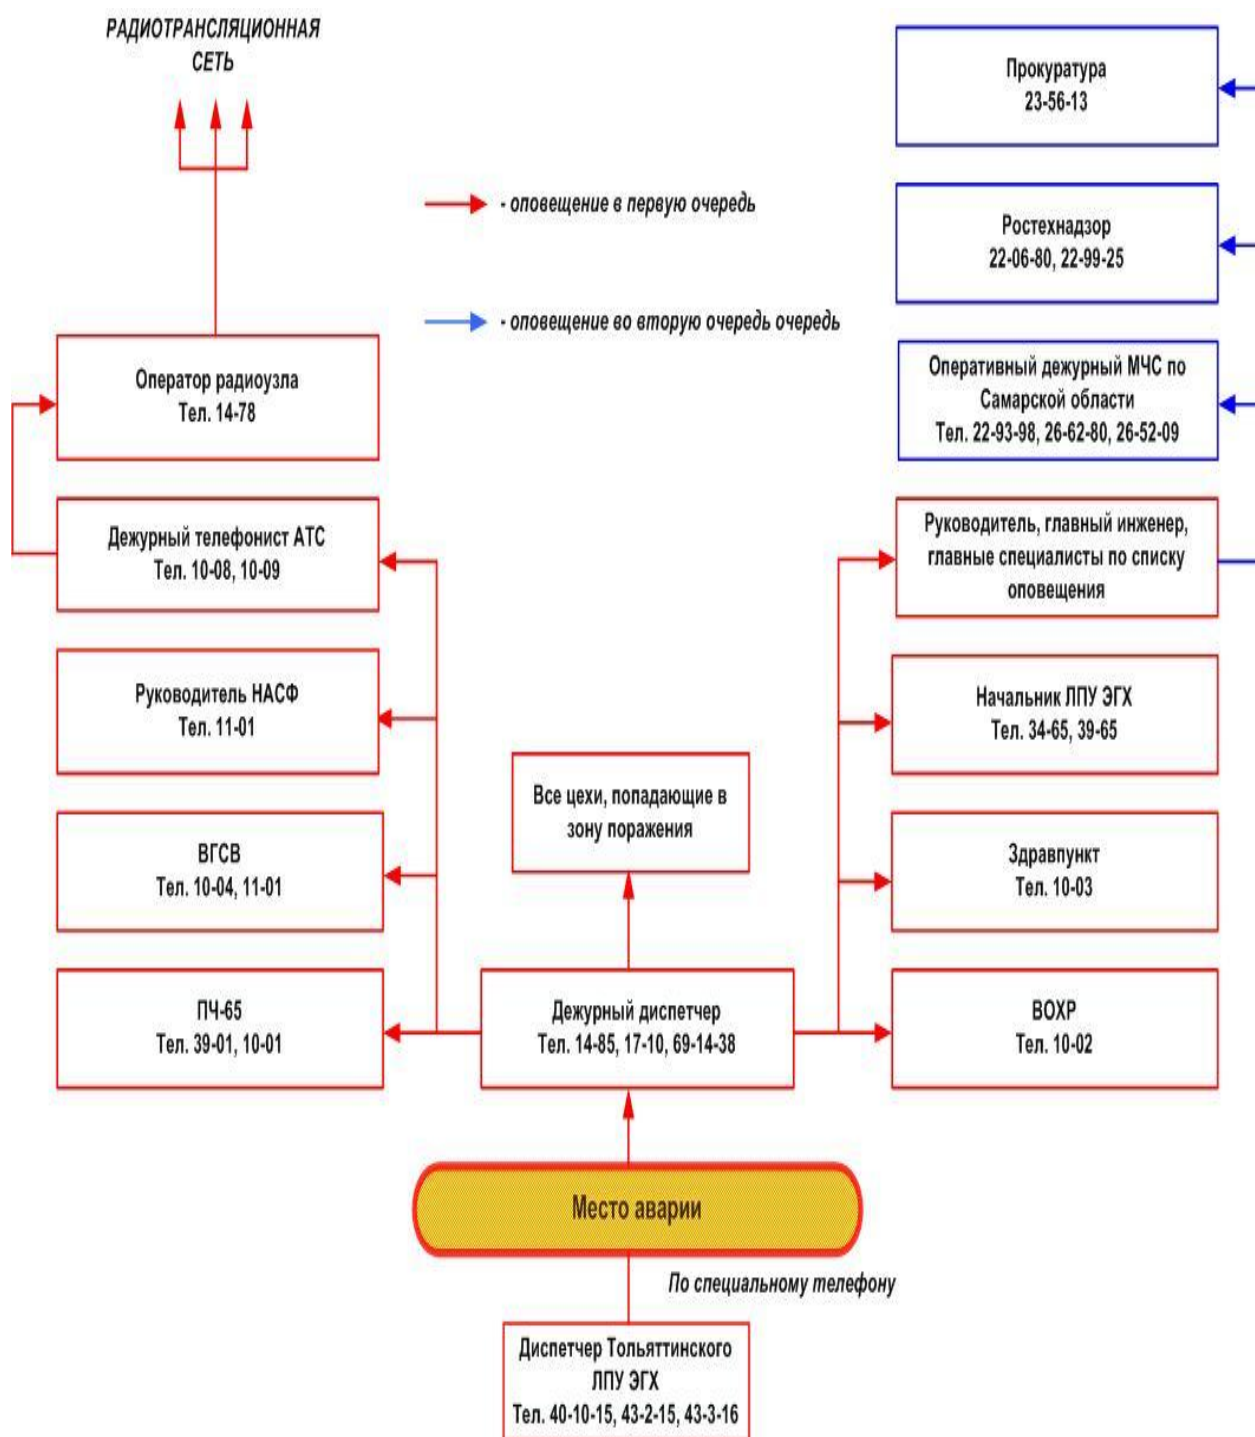 РАДИОТРАНСЛЯЦИОННАЯ
СЕТЬ
Прокуратура
23-56-13
- оповещение в первую очередь
Ростехнадзор
22-06-80, 22-99-25
- оповещение во вторую очередь очередь
Оператор радиоузла
Тел. 14-78
Оперативный дежурный МЧС по
Самарской области
Тел. 22-93-98, 26-62-80, 26-52-09
Дежурный телефонист АТС
Тел. 10-08, 10-09
Руководитель, главный инженер,
главные специалисты по списку
оповещения
Руководитель НАСФ
Тел. 11-01
Начальник ЛПУ ЭГХ
Тел. 34-65, 39-65
Все цехи, попадающие в
зону поражения
ВГСВ
Тел. 10-04, 11-01
Здравпункт
Тел. 10-03
ПЧ-65
Тел. 39-01, 10-01
Дежурный диспетчер
Тел. 14-85, 17-10, 69-14-38
ВОХР
Тел. 10-02
Место аварии
По специальному телефону
Диспетчер Тольяттинского
ЛПУ ЭГХ
Тел. 40-10-15, 43-2-15, 43-3-16